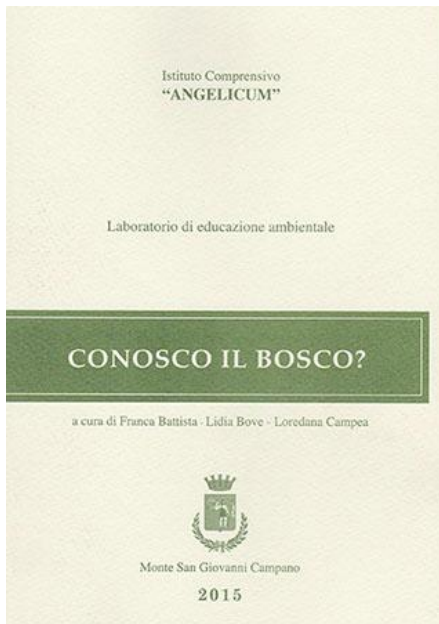 Istituto Comprensivo
“ANGELICUM”
Laboratorio di educazione ambientale
CONOSCO IL BOSCO?
a cura di Franca Battista - Lidia Bove - Loredana Campea
Monte San Giovanni Campano
2015